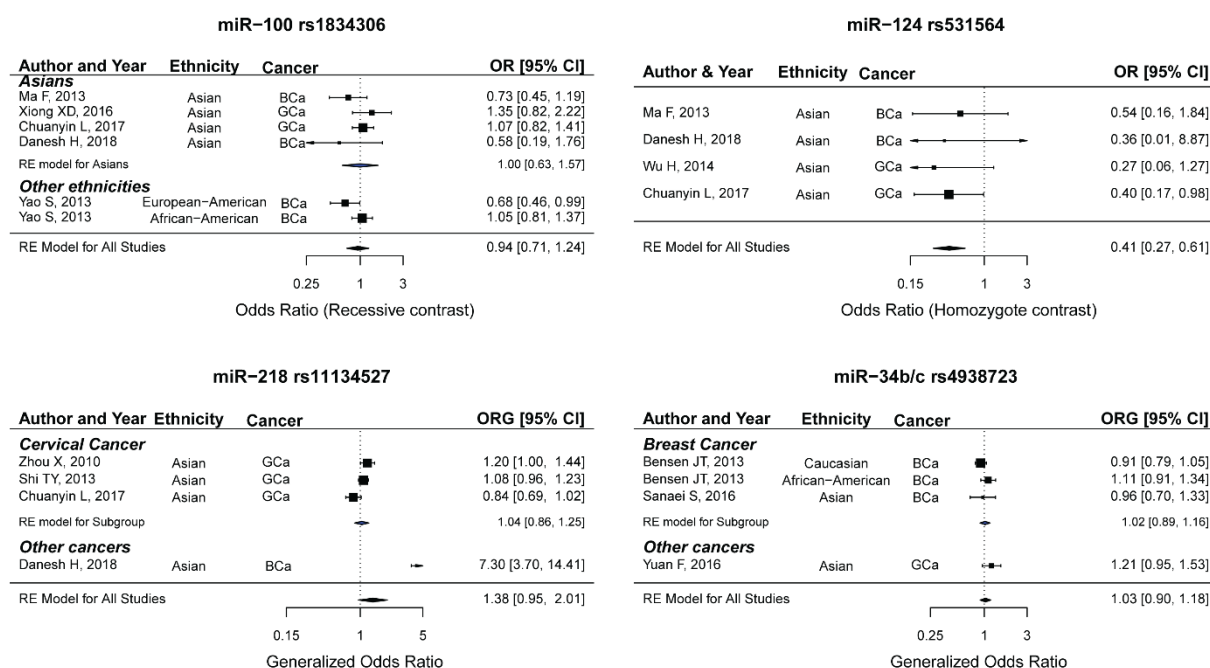 miR−100 rs1834306
Author and Year Ethnicity Cancer OR [95% CI]
Asians
Ma F, 2013 Asian BCa 0.73 [0.45, 1.19]
Xiong XD, 2016 Asian GCa 1.35 [0.82, 2.22]
Chuanyin L, 2017 Asian GCa 1.07 [0.82, 1.41]
Danesh H, 2018 Asian BCa 0.58 [0.19, 1.76]
RE model for Asians 1.00 [0.63, 1.57]
Other ethnicities
Yao S, 2013 European−American BCa 0.68 [0.46, 0.99]
Yao S, 2013 African−American BCa 1.05 [0.81, 1.37]
RE Model for All Studies 0.94 [0.71, 1.24]
0.25 1 3
Odds Ratio (Recessive contrast)
miR−124 rs531564
Author & Year Ethnicity Cancer OR [95% CI]
Ma F, 2013 Asian BCa 0.54 [0.16, 1.84]
Danesh H, 2018 Asian BCa 0.36 [0.01, 8.87]
Wu H, 2014 Asian GCa 0.27 [0.06, 1.27]
Chuanyin L, 2017 Asian GCa 0.40 [0.17, 0.98]
RE Model for All Studies 0.41 [0.27, 0.61]
0.15 1 3
Odds Ratio (Homozygote contrast)
miR−218 rs11134527
Author and Year Ethnicity Cancer ORG [95% CI]
Cervical Cancer
Zhou X, 2010 Asian GCa 1.20 [1.00, 1.44]
Shi TY, 2013 Asian GCa 1.08 [0.96, 1.23]
Chuanyin L, 2017 Asian GCa 0.84 [0.69, 1.02]
RE model for Subgroup 1.04 [0.86, 1.25]
Other cancers
Danesh H, 2018 Asian BCa 7.30 [3.70, 14.41]
RE Model for All Studies 1.38 [0.95, 2.01]
0.15 1 5
Generalized Odds Ratio
miR−34b/c rs4938723
Author and Year Ethnicity Cancer ORG [95% CI]
Breast Cancer
Bensen JT, 2013 Caucasian BCa 0.91 [0.79, 1.05]
Bensen JT, 2013 African−American BCa 1.11 [0.91, 1.34]
Sanaei S, 2016 Asian BCa 0.96 [0.70, 1.33]
RE model for Subgroup 1.02 [0.89, 1.16]
Other cancers
Yuan F, 2016 Asian GCa 1.21 [0.95, 1.53]
RE Model for All Studies 1.03 [0.90, 1.18]
0.25 1 3
Generalized Odds Ratio